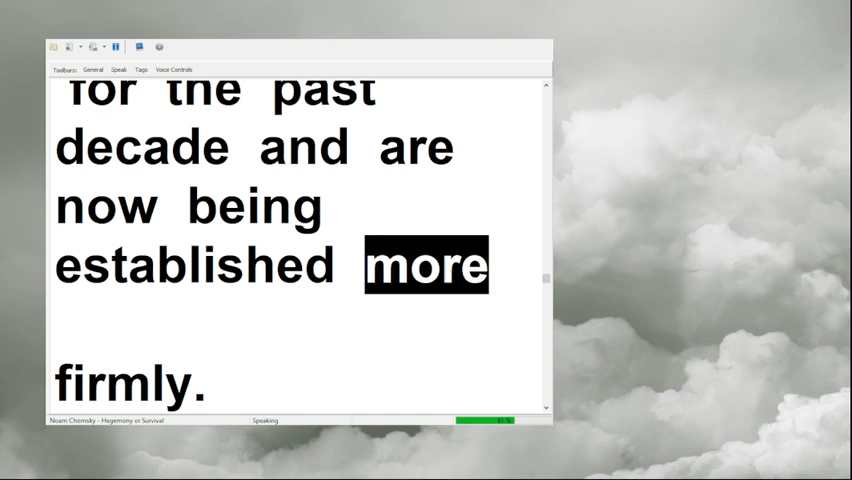 Toolbars: General Speak Tags Voice Controls
for the past
decade and are
now being
established more
firmly.
Noam Chomsky - Hegemony or Survival Speaking 61 %